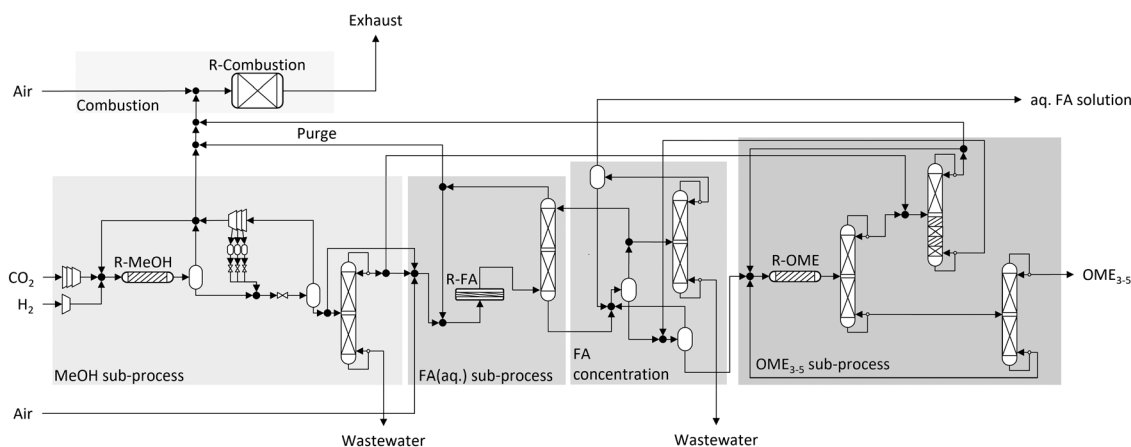 Exhaust
R-Combustion
Air
Combustion
aq. FA solution
Purge
R-MeOH
CO₂
H₂
R-FA
R-OME
OME₃₋₅
MeOH sub-process
FA(aq.) sub-process
FA
concentration
OME₃₋₅ sub-process
Air
Wastewater
Wastewater